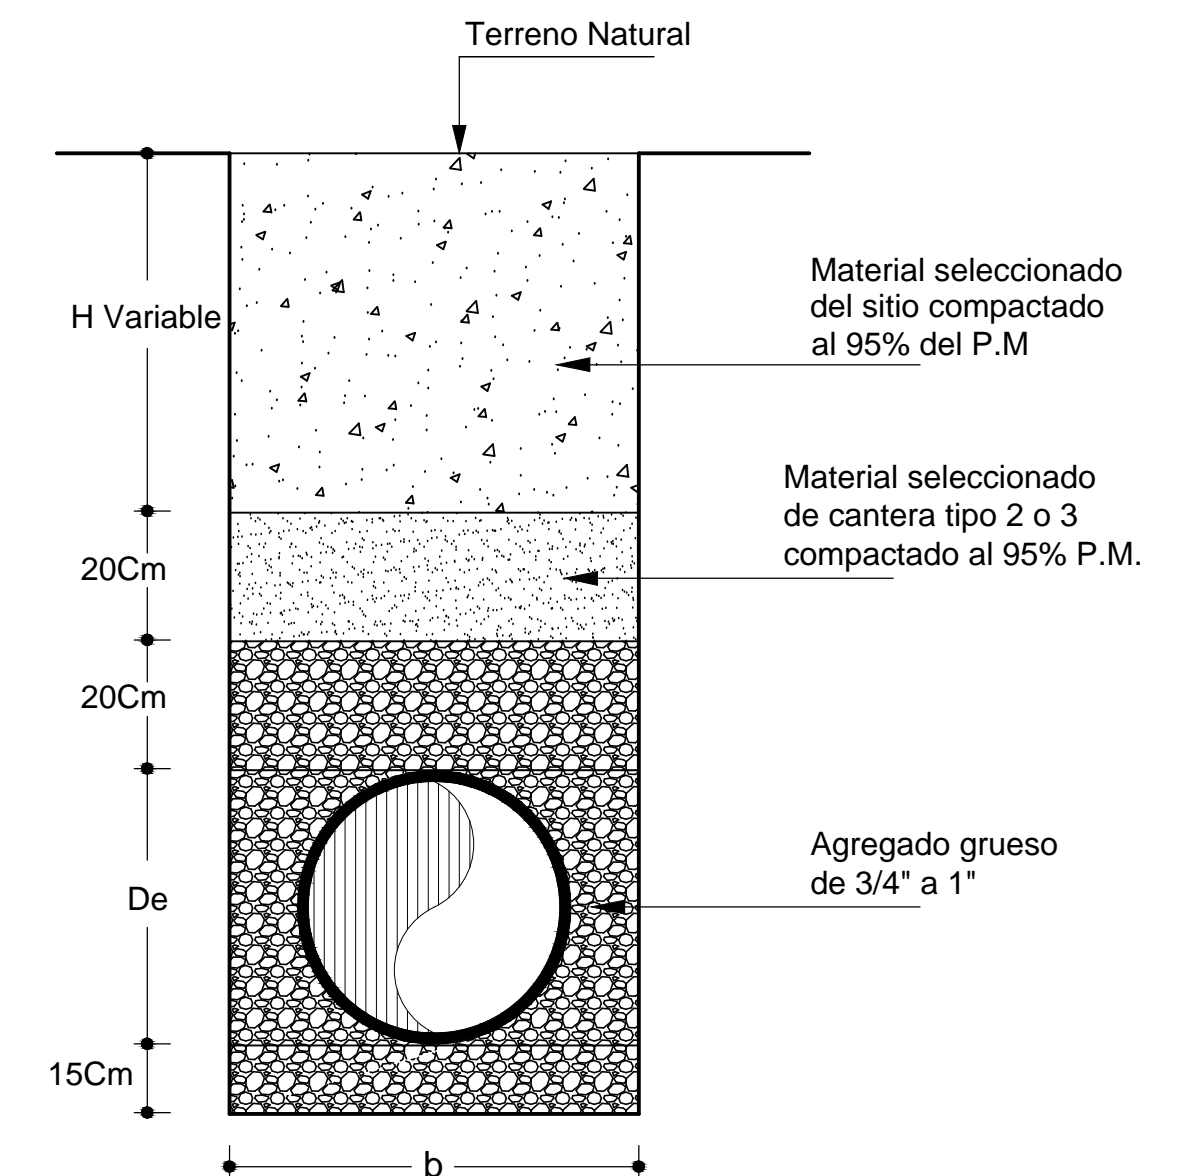 Terreno Natural
Material seleccionado
del sitio compactado
al 95% del P.M
H Variable
Material seleccionado
de cantera tipo 2 o 3
compactado al 95% P.M.
20Cm
20Cm
Agregado grueso
de 3/4" a 1"
De
15Cm
b